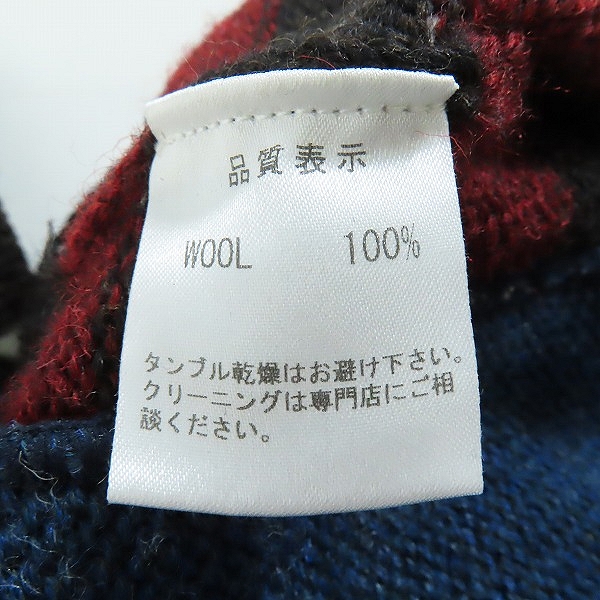 品質表示
WOOL 100%
タンブル乾燥はお避け下さい。
クリーニングは専門店にご相
談ください。